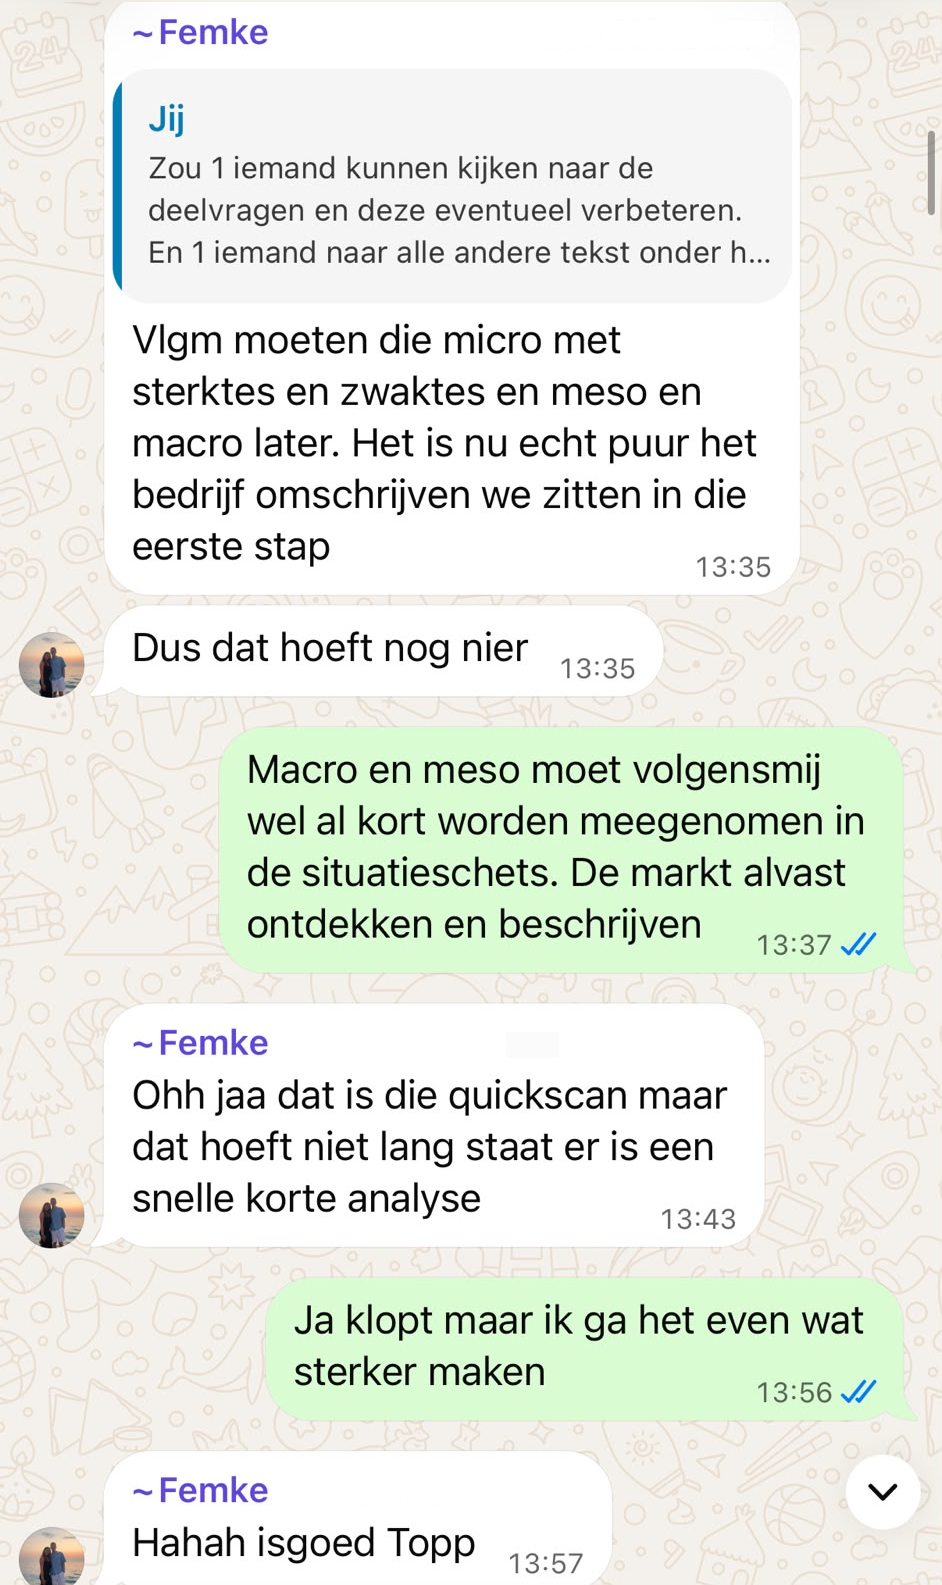 ~Femke
Jij
Zou 1 iemand kunnen kijken naar de
deelvragen en deze eventueel verbeteren.
En 1 iemand naar alle andere tekst onder h...
Vlgm moeten die micro met
sterktes en zwaktes en meso en
macro later. Het is nu echt puur het
bedrijf omschrijven we zitten in die
eerste stap
13:35
Dus dat hoeft nog nier
13:35
Macro en meso moet volgensmij
wel al kort worden meegenomen in
de situatieschets. De markt alvast
ontdekken en beschrijven
13:37
~Femke
Ohh jaa dat is die quickscan maar
dat hoeft niet lang staat er is een
snelle korte analyse
13:43
Ja klopt maar ik ga het even wat
sterker maken
13:56
~Femke
Hahah isgoed Topp
13:57